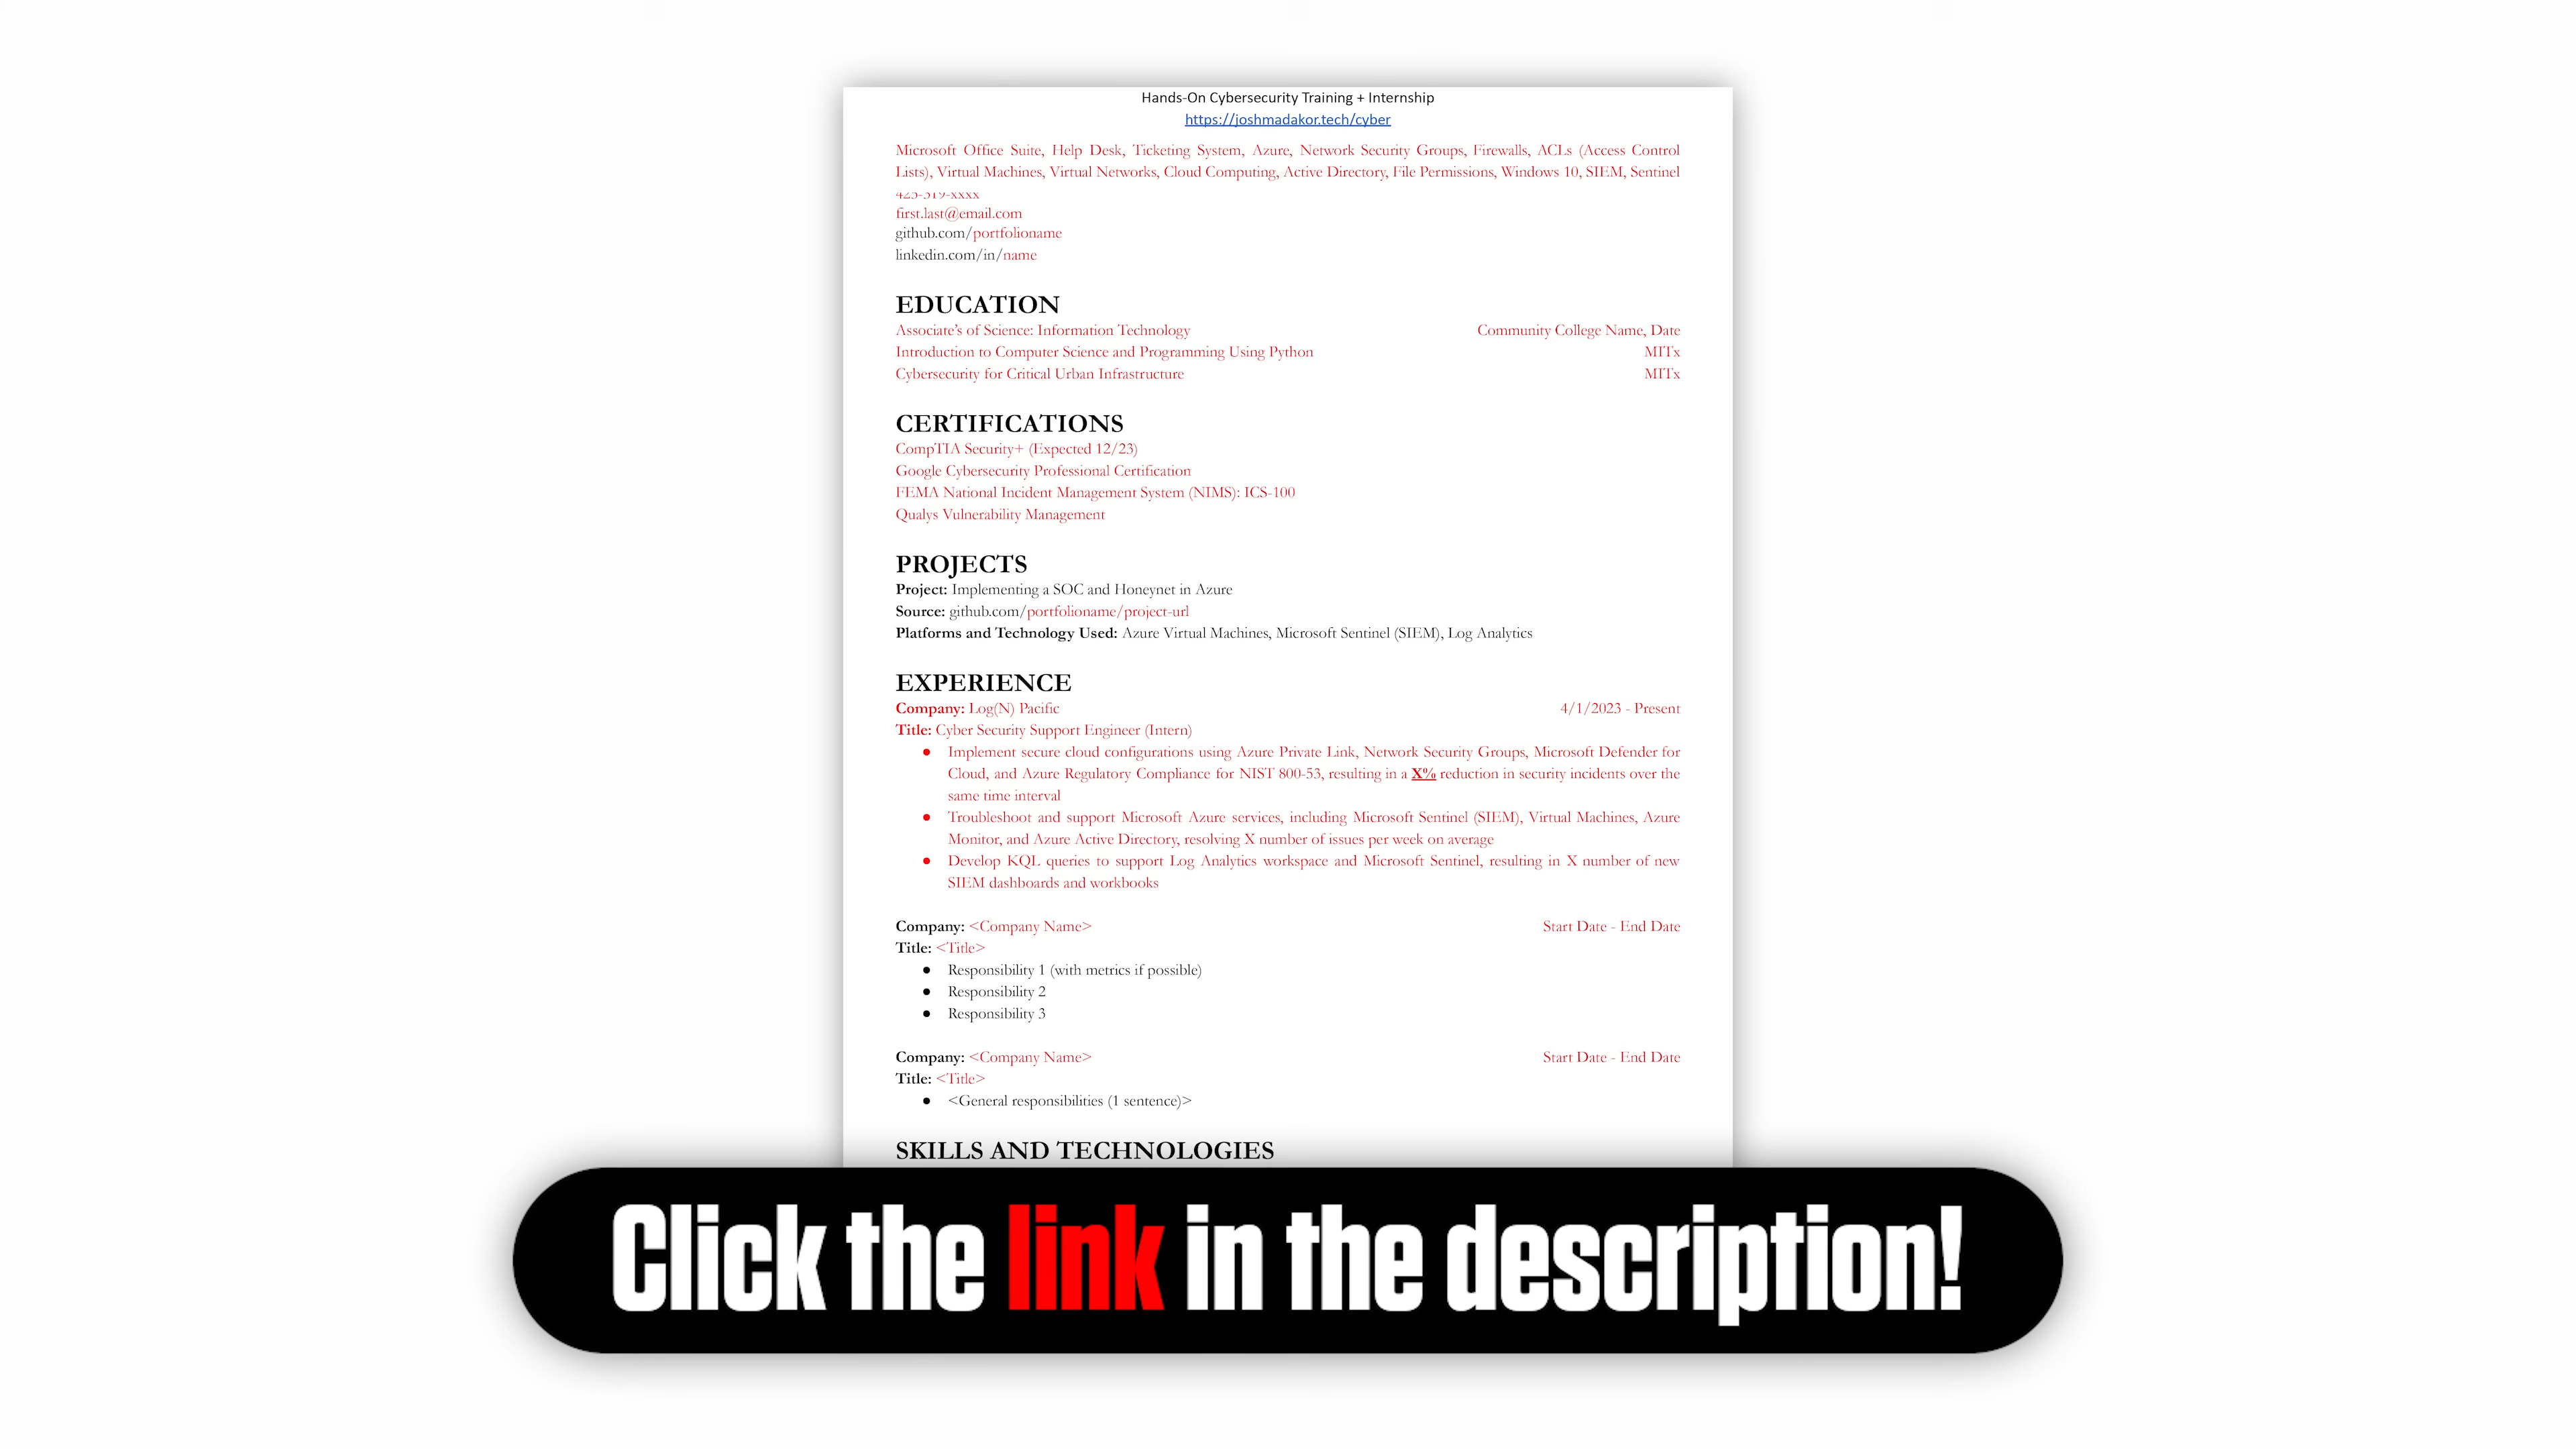 Hands-On Cybersecurity Training + Internship
https://joshmadakor.tech/cyber
Microsoft Office Suite, Help Desk, Ticketing System, Azure, Network Security Groups, Firewalls, ACLs (Access Control
Lists), Virtual Machines, Virtual Networks, Cloud Computing, Active Directory, File Permissions, Windows 10, SIEM, Sentinel
425-319-xxxx
first.last@email.com
github.com/portfolioname
linkedin.com/in/name
EDUCATION
Associate’s of Science: Information Technology Community College Name, Date
Introduction to Computer Science and Programming Using Python MITx
Cybersecurity for Critical Urban Infrastructure MITx
CERTIFICATIONS
CompTIA Security+ (Expected 12/23)
Google Cybersecurity Professional Certification
FEMA National Incident Management System (NIMS): ICS-100
Qualys Vulnerability Management
PROJECTS
Project: Implementing a SOC and Honeynet in Azure
Source: github.com/portfolioname/project-url
Platforms and Technology Used: Azure Virtual Machines, Microsoft Sentinel (SIEM), Log Analytics
EXPERIENCE
Company: Log(N) Pacific 4/1/2023 - Present
Title: Cyber Security Support Engineer (Intern)
● Implement secure cloud configurations using Azure Private Link, Network Security Groups, Microsoft Defender for
Cloud, and Azure Regulatory Compliance for NIST 800-53, resulting in a X% reduction in security incidents over the
same time interval
● Troubleshoot and support Microsoft Azure services, including Microsoft Sentinel (SIEM), Virtual Machines, Azure
Monitor, and Azure Active Directory, resolving X number of issues per week on average
● Develop KQL queries to support Log Analytics workspace and Microsoft Sentinel, resulting in X number of new
SIEM dashboards and workbooks
Company: <Company Name> Start Date - End Date
Title: <Title>
● Responsibility 1 (with metrics if possible)
● Responsibility 2
● Responsibility 3
Company: <Company Name> Start Date - End Date
Title: <Title>
● <General responsibilities (1 sentence)>
SKILLS AND TECHNOLOGIES
Click the link in the description!